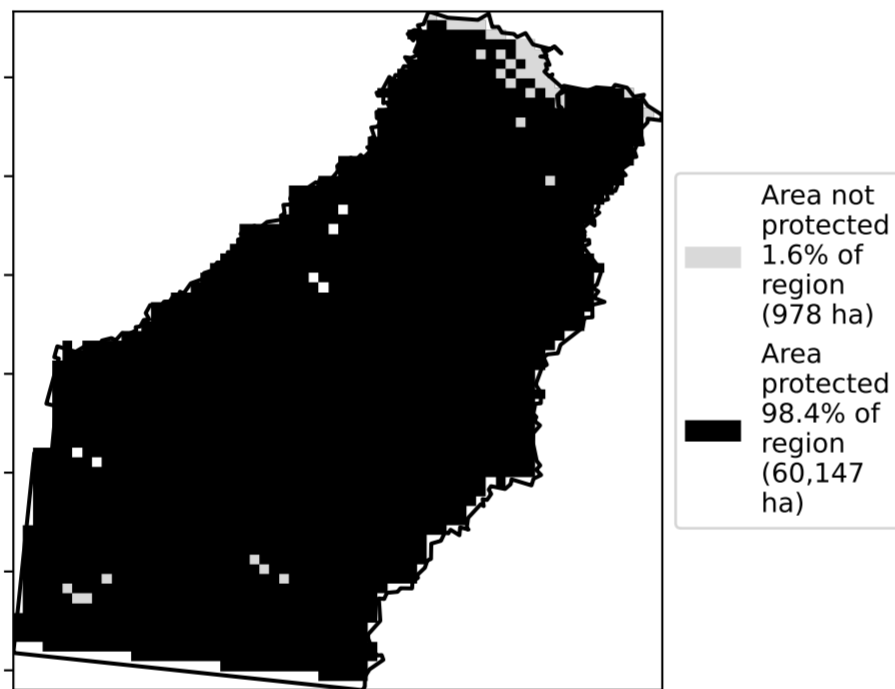 Area not
protected
1.6% of
region
(978 ha)
Area
protected
98.4% of
region
(60,147
ha)